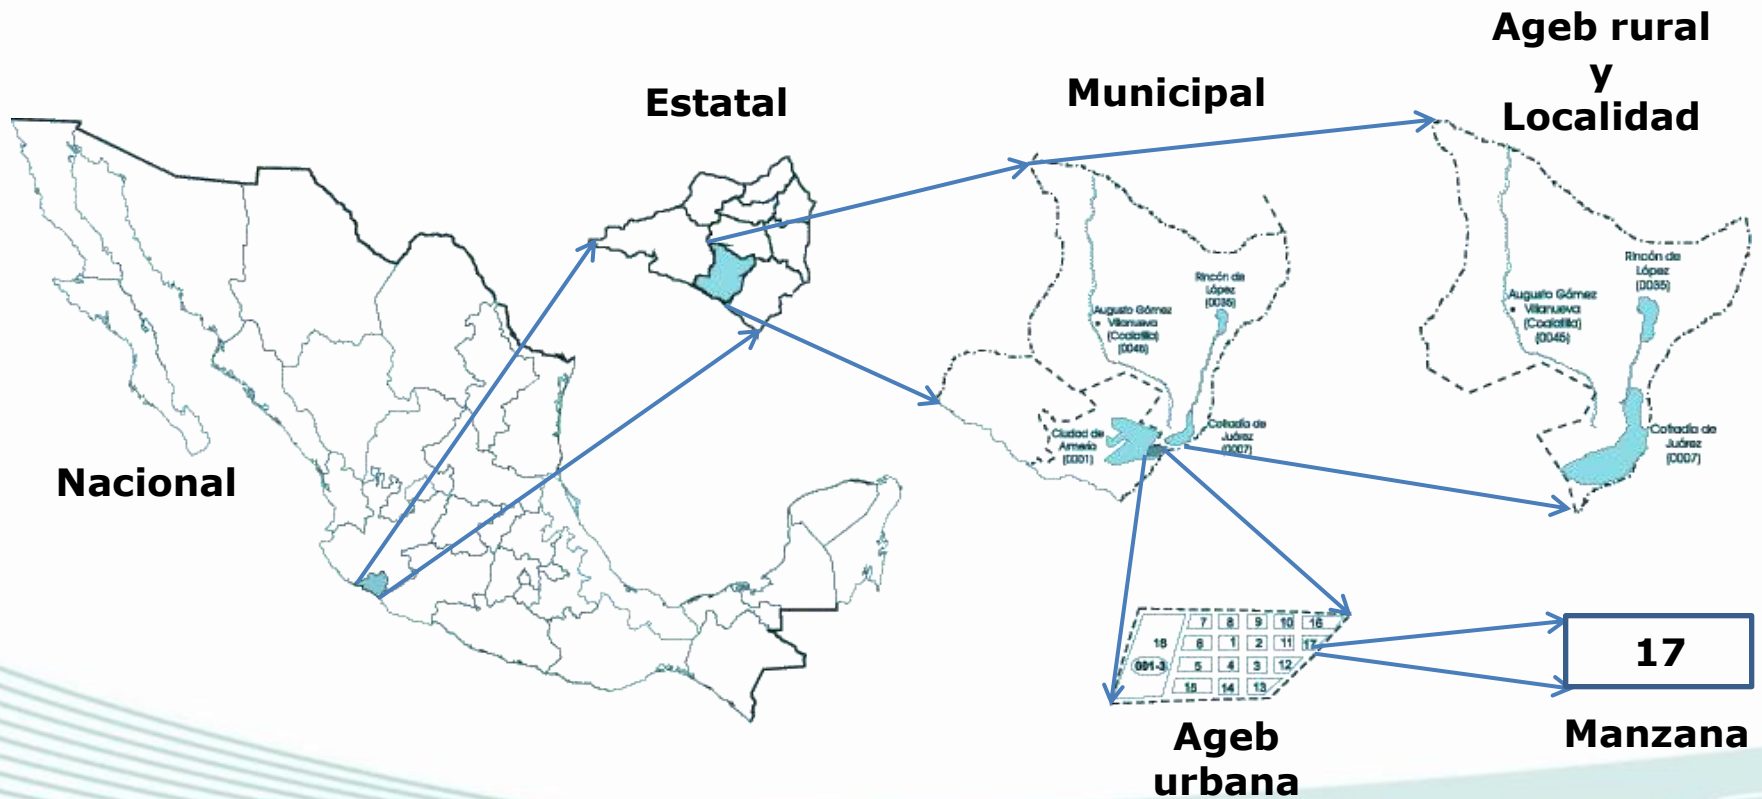 Ageb rural
y
Localidad
Municipal
Estatal
Nacional
Rincón de
López
(0035)
Augusto Gómez
Villanueva
(Coalatilla)
(0045)
Ciudad de
Armería
(0001)
Cofradía de
Juárez
(0007)
Rincón de
López
(0035)
Augusto Gómez
Villanueva
(Coalatilla)
(0045)
Cofradía de
Juárez
(0007)
7 8 9 10 16
18 6 1 2 11 17
001-3 5 4 3 12
15 14 13
17
Ageb
urbana
Manzana